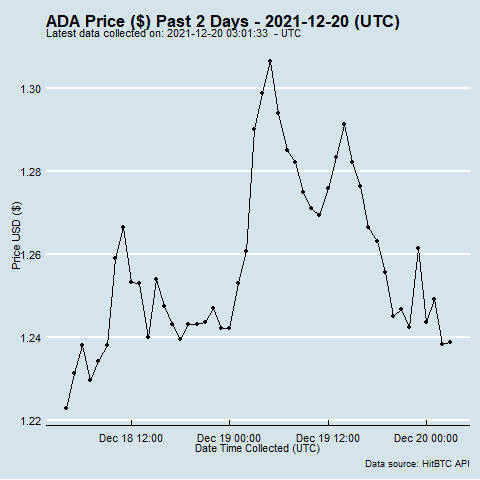 ADA Price ($) Past 2 Days - 2021-12-20 (UTC)
Latest data collected on: 2021-12-20 03:01:33 - UTC
1.30
1.28
1.26
1.24
1.22
Price USD ($)
Dec 18 12:00
Dec 19 00:00
Dec 19 12:00
Dec 20 00:00
Date Time Collected (UTC)
Data source: HitBTC API